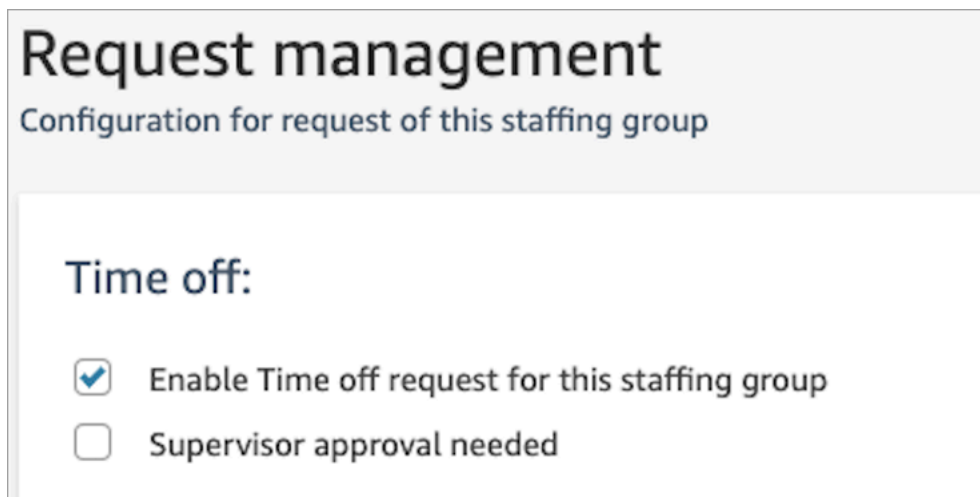 Request management
Configuration for request of this staffing group
Time off:
Enable Time off request for this staffing group
Supervisor approval needed